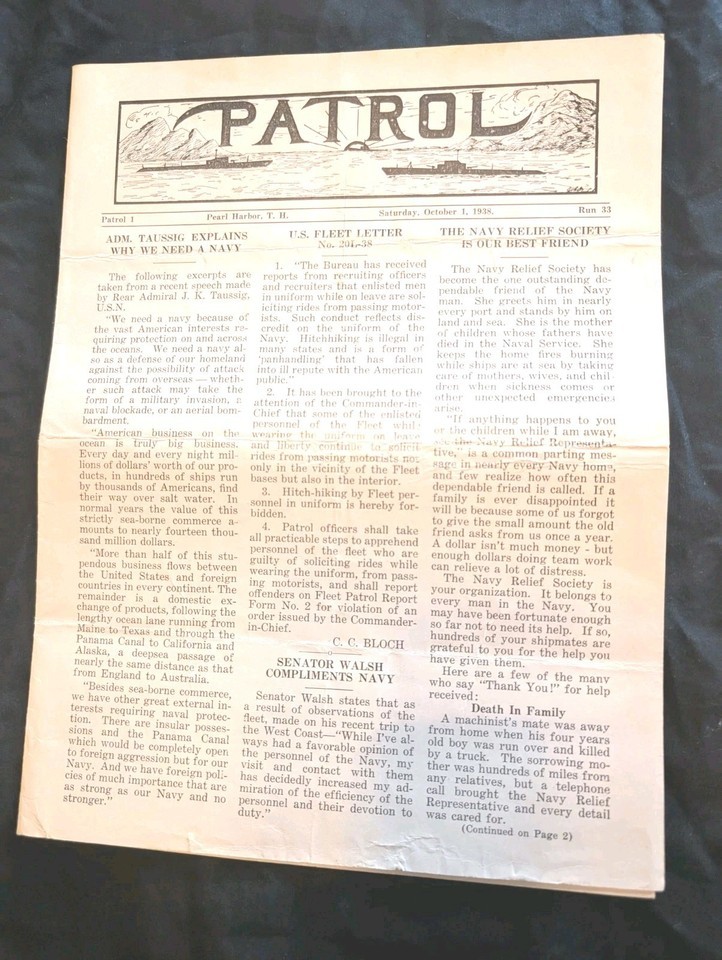 PATROL
Patrol 1 Pearl Harbor, T. H. Saturday, October 1, 1938. Run 33
ADM. TAUSSIG EXPLAINS
WHY WE NEED A NAVY
The following excerpts are
taken from a recent speech made
by Rear Admiral J. K. Taussig,
U.S.N.
"We need a navy because of
the vast American interests re-
quiring protection on and across
the oceans. We need a navy al-
so as a defense of our homeland
against the possibility of attack
coming from overseas — wheth-
er such attack may take the
form of a military invasion, a
naval blockade, or an aerial bom-
bardment.
"American business on the
ocean is truly big business.
Every day and every night mil-
lions of dollars' worth of our pro-
ducts, in hundreds of ships run
by thousands of Americans, find
their way over salt water. In
normal years the value of this
strictly sea-borne commerce a-
mounts to nearly fourteen thou-
sand million dollars.
"More than half of this stu-
pendous business flows between
the United States and foreign
countries in every continent. The
remainder is a domestic ex-
change of products, following the
lengthy ocean lane running from
Maine to Texas and through the
Panama Canal to California and
Alaska, a deepsea passage of
nearly the same distance as that
from England to Australia.
"Besides sea-borne commerce,
we have other great external in-
terests requiring naval protec-
tion. There are insular posses-
sions and the Panama Canal
which would be completely open
to foreign aggression but for our
Navy. And we have foreign poli-
cies of much importance that are
as strong as our Navy and no
stronger."
U.S. FLEET LETTER
No. 20L-38
1. "The Bureau has received
reports from recruiting officers
and recruiters that enlisted men
in uniform while on leave are sol-
iciting rides from passing motor-
ists. Such conduct reflects dis-
credit on the uniform of the
Navy. Hitchhiking is illegal in
many states and is a form of
'panhandling' that has fallen
into ill repute with the American
public."
2. It has been brought to the
attention of the Commander-in-
Chief that some of the enlisted
personnel of the Fleet while
wearing the uniform on leave
and liberty continue to solicit
rides from passing motorists not
only in the vicinity of the Fleet
bases but also in the interior.
3. Hitch-hiking by Fleet per-
sonnel in uniform is hereby for-
bidden.
4. Patrol officers shall take
all practicable steps to apprehend
personnel of the fleet who are
guilty of soliciting rides while
wearing the uniform, from pass-
ing motorists, and shall report
offenders on Fleet Patrol Report
Form No. 2 for violation of an
order issued by the Commander-
in-Chief.
C. C. BLOCH
SENATOR WALSH
COMPLIMENTS NAVY
Senator Walsh states that as
a result of observations of the
fleet, made on his recent trip to
the West Coast—"While I've al-
ways had a favorable opinion of
the personnel of the Navy, my
visit and contact with them
has decidedly increased my ad-
miration of the efficiency of the
personnel and their devotion to
duty."
THE NAVY RELIEF SOCIETY
IS OUR BEST FRIEND
The Navy Relief Society has
become the one outstanding de-
pendable friend of the Navy
man. She greets him in nearly
every port and stands by him on
land and sea. She is the mother
of children whose fathers have
died in the Naval Service. She
keeps the home fires burning
while ships are at sea by taking
care of mothers, wives, and chil-
dren when sickness comes or
other unexpected emergencies
arise.
"If anything happens to you
or the children while I am away,
see the Navy Relief Representa-
tive," is a common parting mes-
sage in nearly every Navy home,
and few realize how often this
dependable friend is called. If a
family is ever disappointed it
will be because some of us forgot
to give the small amount the old
friend asks from us once a year.
A dollar isn't much money - but
enough dollars doing team work
can relieve a lot of distress.
The Navy Relief Society is
your organization. It belongs to
every man in the Navy. You
may have been fortunate enough
so far not to need its help. If so,
hundreds of your shipmates are
grateful to you for the help you
have given them.
Here are a few of the many
who say "Thank You!" for help
received:
Death In Family
A machinist's mate was away
from home when his four years
old boy was run over and killed
by a truck. The sorrowing mo-
ther was hundreds of miles from
any relatives, but a telephone
call brought the Navy Relief
Representative and every detail
was cared for.
(Continued on Page 2)